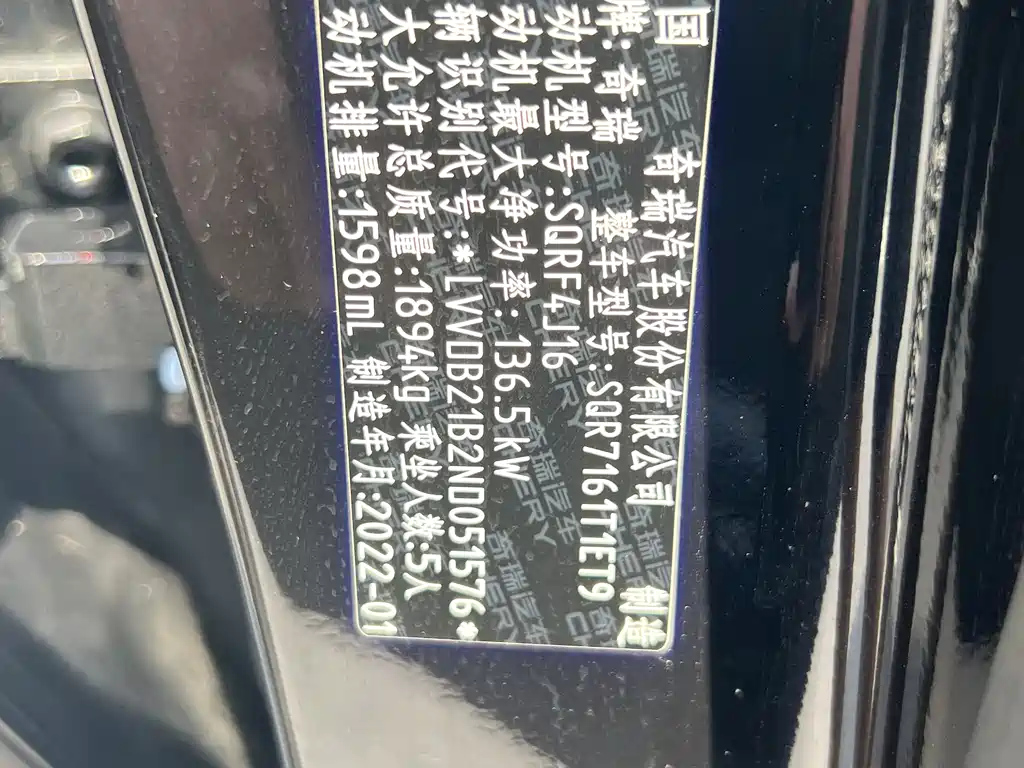 国 奇瑞汽车股份有限公司 制造
牌:奇瑞 整车型号:SQR7161T1ET9
动机型号:SQRF4J16
动机最大净功率:136.5kW
辆识别代号:*LVVDB21B2ND051576*
大允许总质量:1894kg 乘坐人数:5人
动机排量:1598mL 制造年月:2022-01